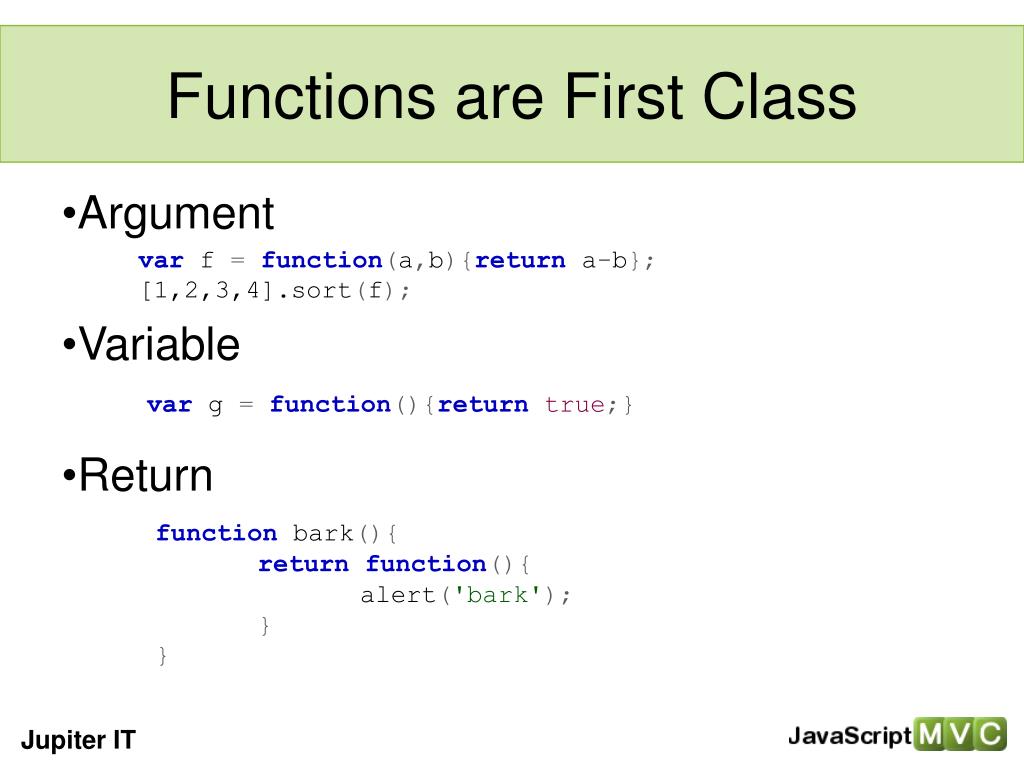 Functions are First Class
•Argument
var f = function(a,b){return a-b};
[1,2,3,4].sort(f);
•Variable
var g = function(){return true;}
•Return
function bark(){
return function(){
alert('bark');
}
}
Jupiter IT
JavaScript MVC